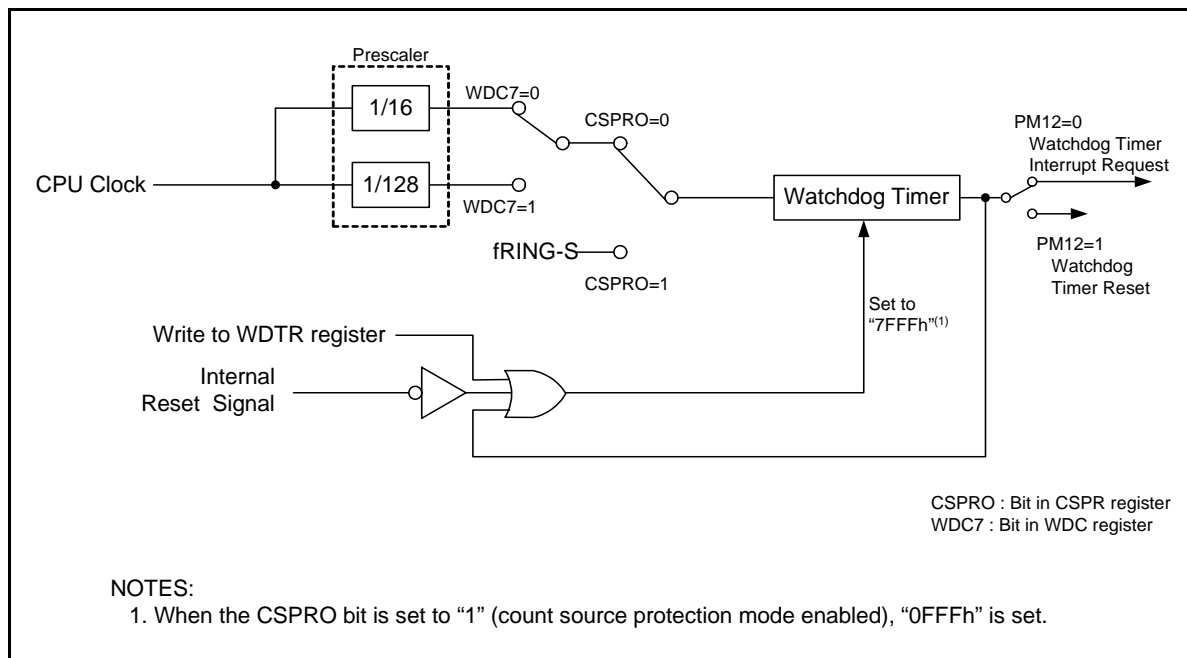 Prescaler
1/16
WDC7=0
CSPRO=0
PM12=0
Watchdog Timer
Interrupt Request
CPU Clock
1/128
WDC7=1
Watchdog Timer
fRING-S
CSPRO=1
PM12=1
Watchdog
Timer Reset
Set to
“7FFFh”(1)
Write to WDTR register
Internal
Reset Signal
CSPRO : Bit in CSPR register
WDC7 : Bit in WDC register
NOTES:
1. When the CSPRO bit is set to “1” (count source protection mode enabled), “0FFFh” is set.